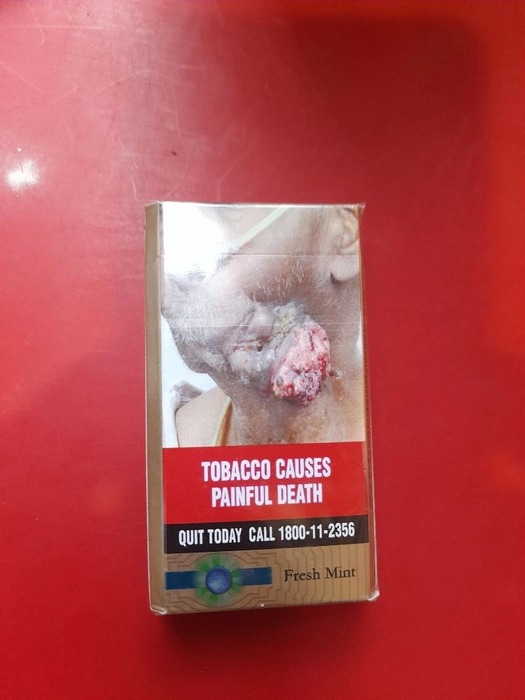 TOBACCO CAUSES
PAINFUL DEATH
QUIT TODAY CALL 1800-11-2356
Fresh Mint